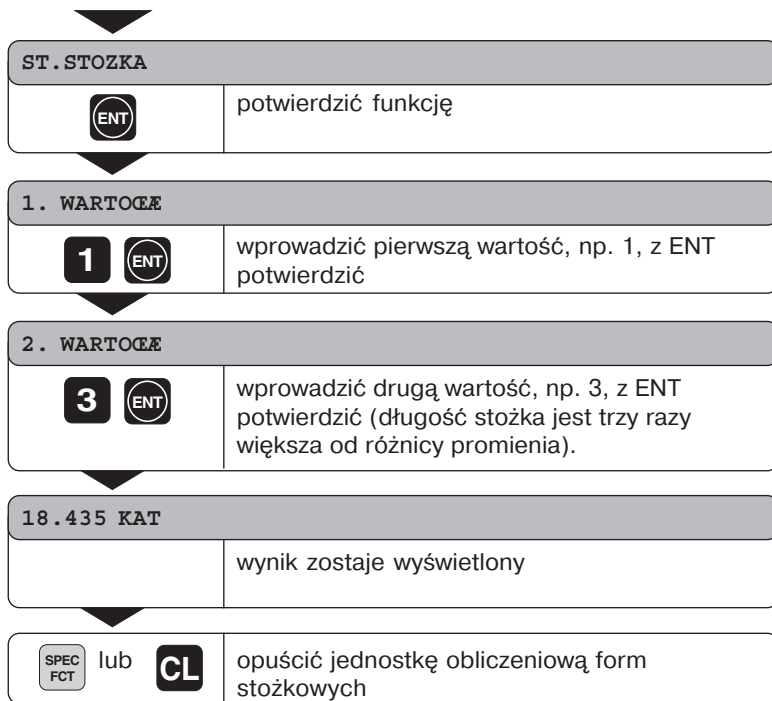 ST.STOZKA
ENT
potwierdzić funkcję
1. WARTOŒÆ
1 ENT
wprowadzić pierwszą wartość, np. 1, z ENT
potwierdzić
2. WARTOŒÆ
3 ENT
wprowadzić drugą wartość, np. 3, z ENT
potwierdzić (długość stożka jest trzy razy
większa od różnicy promienia).
18.435 KAT
wynik zostaje wyświetlony
SPEC
FCT
lub CL
opuścić jednostkę obliczeniową form
stożkowych